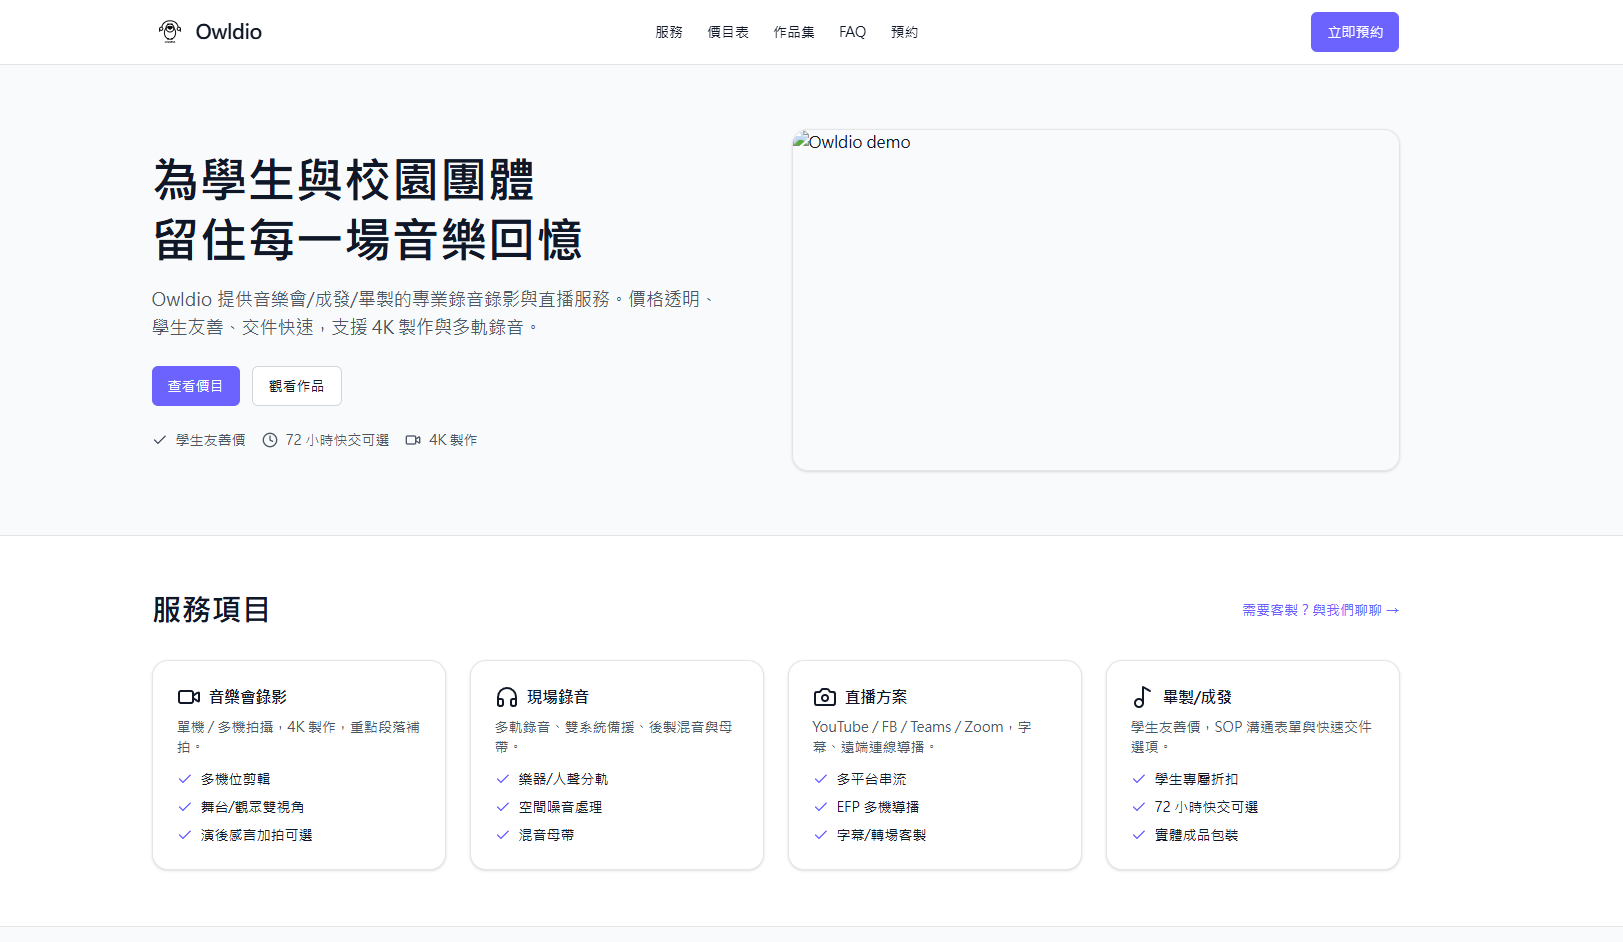 Owldio
服務 價目表 作品集 FAQ 預約
立即預約
為學生與校園團體
留住每一場音樂回憶
Owldio 提供音樂會/成發/畢製的專業錄音錄影與直播服務。價格透明、
學生友善、交件快速，支援 4K 製作與多軌錄音。
查看價目 觀看作品
學生友善價 72 小時快交可選 4K 製作
Owldio demo
服務項目
需要客製？與我們聊聊 →
音樂會錄影
單機 / 多機拍攝，4K 製作，重點段落補
拍。
多機位剪輯
舞台/觀眾雙視角
演後感言加拍可選
現場錄音
多軌錄音、雙系統備援、後製混音與母
帶。
樂器/人聲分軌
空間噪音處理
混音母帶
直播方案
YouTube / FB / Teams / Zoom，字
幕、遠端連線導播。
多平台串流
EFP 多機導播
字幕/轉場客製
畢製/成發
學生友善價，SOP 溝通表單與快速交件
選項。
學生專屬折扣
72 小時快交可選
實體成品包裝